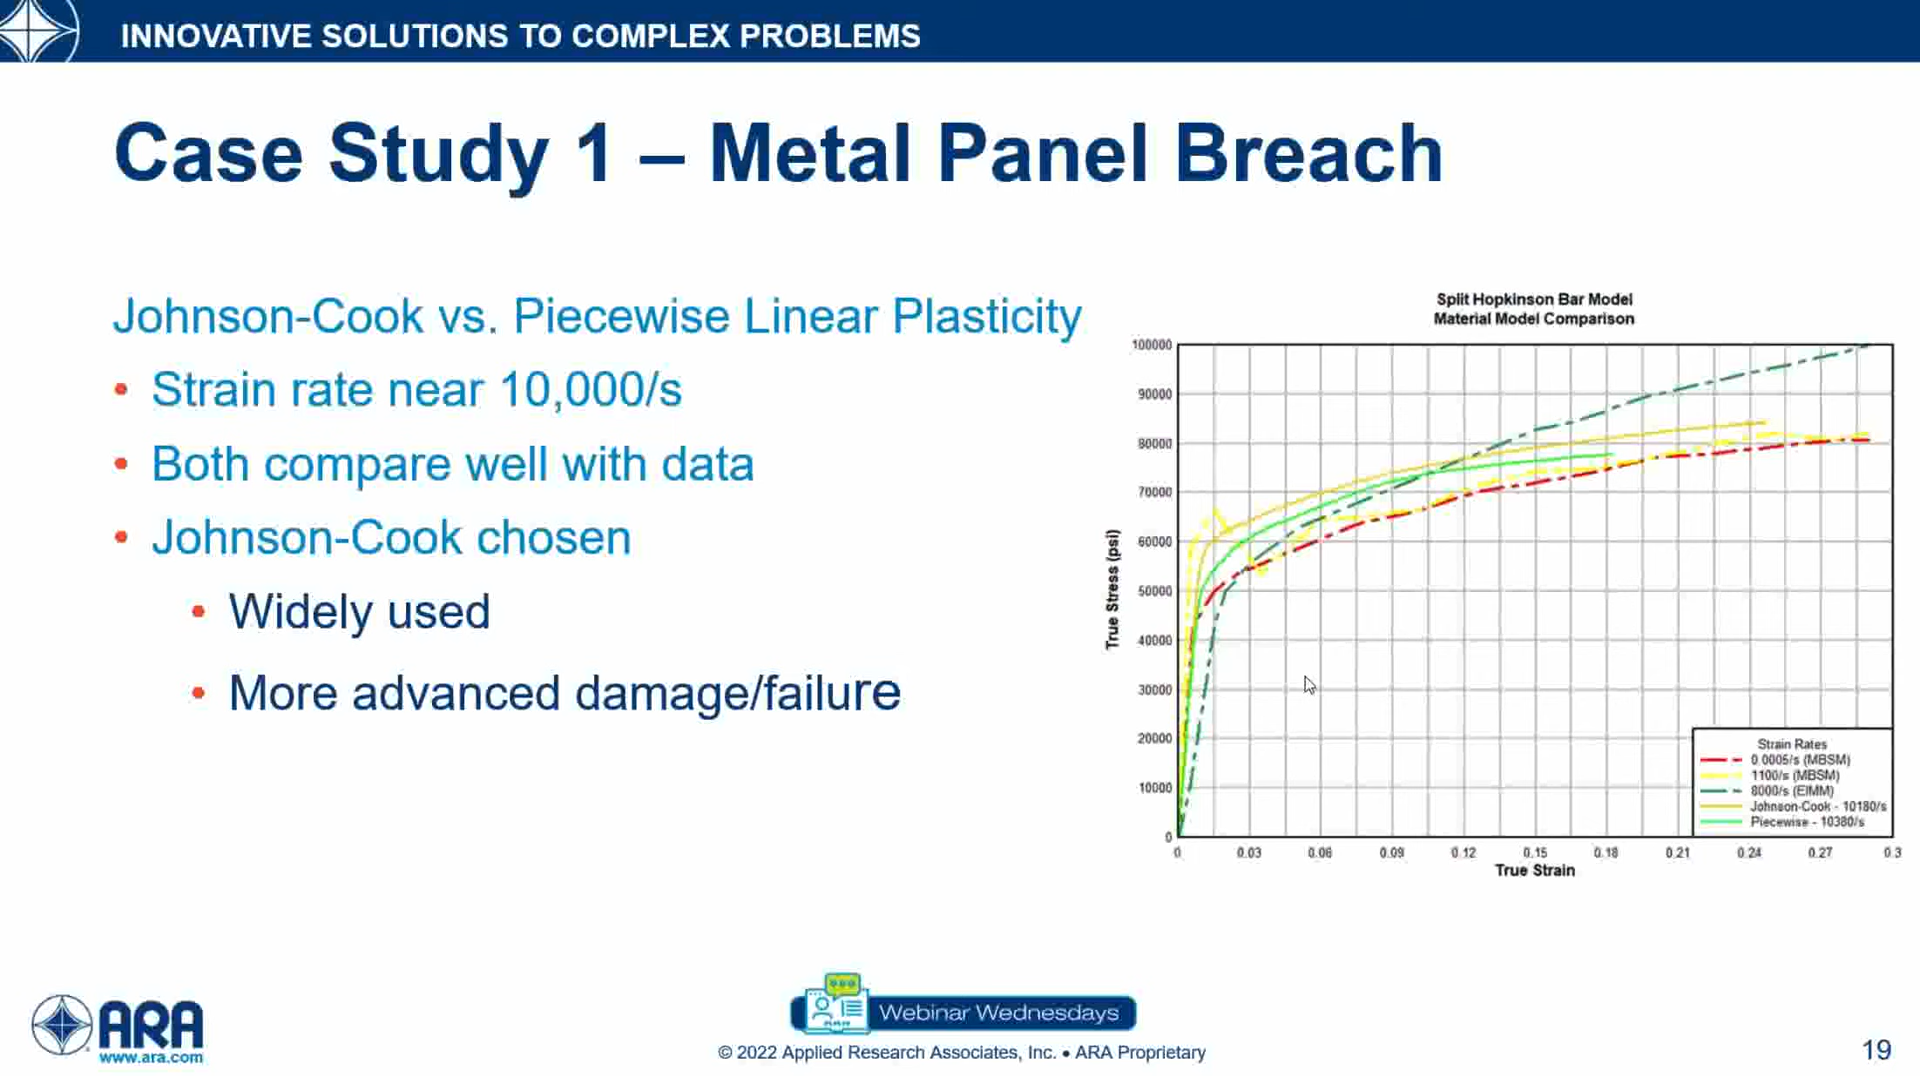 INNOVATIVE SOLUTIONS TO COMPLEX PROBLEMS
Case Study 1 – Metal Panel Breach
Johnson-Cook vs. Piecewise Linear Plasticity
• Strain rate near 10,000/s
• Both compare well with data
• Johnson-Cook chosen
• Widely used
• More advanced damage/failure
Split Hopkinson Bar Model
Material Model Comparison
100000
90000
80000
70000
60000
50000
40000
30000
20000
10000
0
True Stress (psi)
0 0.03 0.06 0.09 0.12 0.15 0.18 0.21 0.24 0.27 0.3
True Strain
Strain Rates
0.0005/s (MBSM)
1100/s (MBSM)
8000/s (EIMM)
Johnson-Cook - 10180/s
Piecewise - 10380/s
ARA
www.ara.com
Webinar Wednesdays
© 2022 Applied Research Associates, Inc. • ARA Proprietary
19